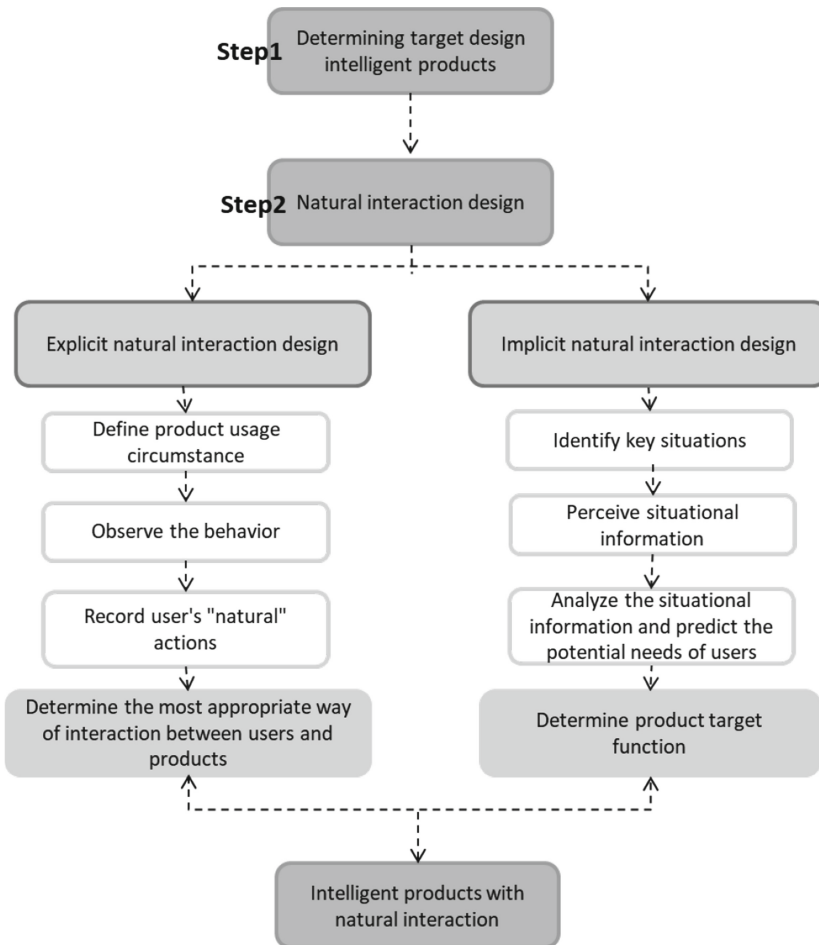 Step1
Determining target design
intelligent products
Step2
Natural interaction design
Explicit natural interaction design
Define product usage
circumstance
Observe the behavior
Record user's "natural"
actions
Determine the most appropriate way
of interaction between users and
products
Implicit natural interaction design
Identify key situations
Perceive situational
information
Analyze the situational
information and predict the
potential needs of users
Determine product target
function
Intelligent products with
natural interaction